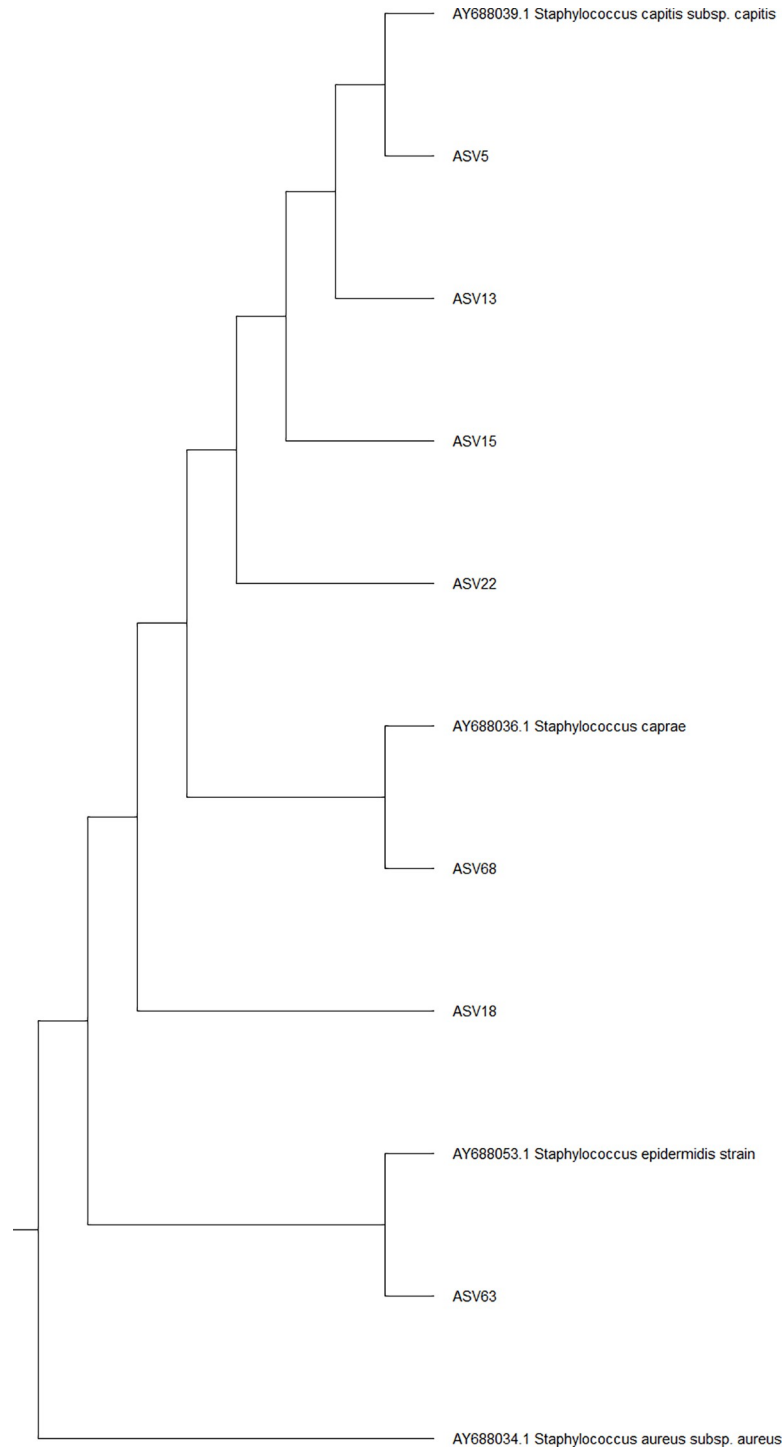 AY688039.1 Staphylococcus capitis subsp. capitis
ASV5
ASV13
ASV15
ASV22
AY688036.1 Staphylococcus caprae
ASV68
ASV18
AY688053.1 Staphylococcus epidermidis strain
ASV63
AY688034.1 Staphylococcus aureus subsp. aureus